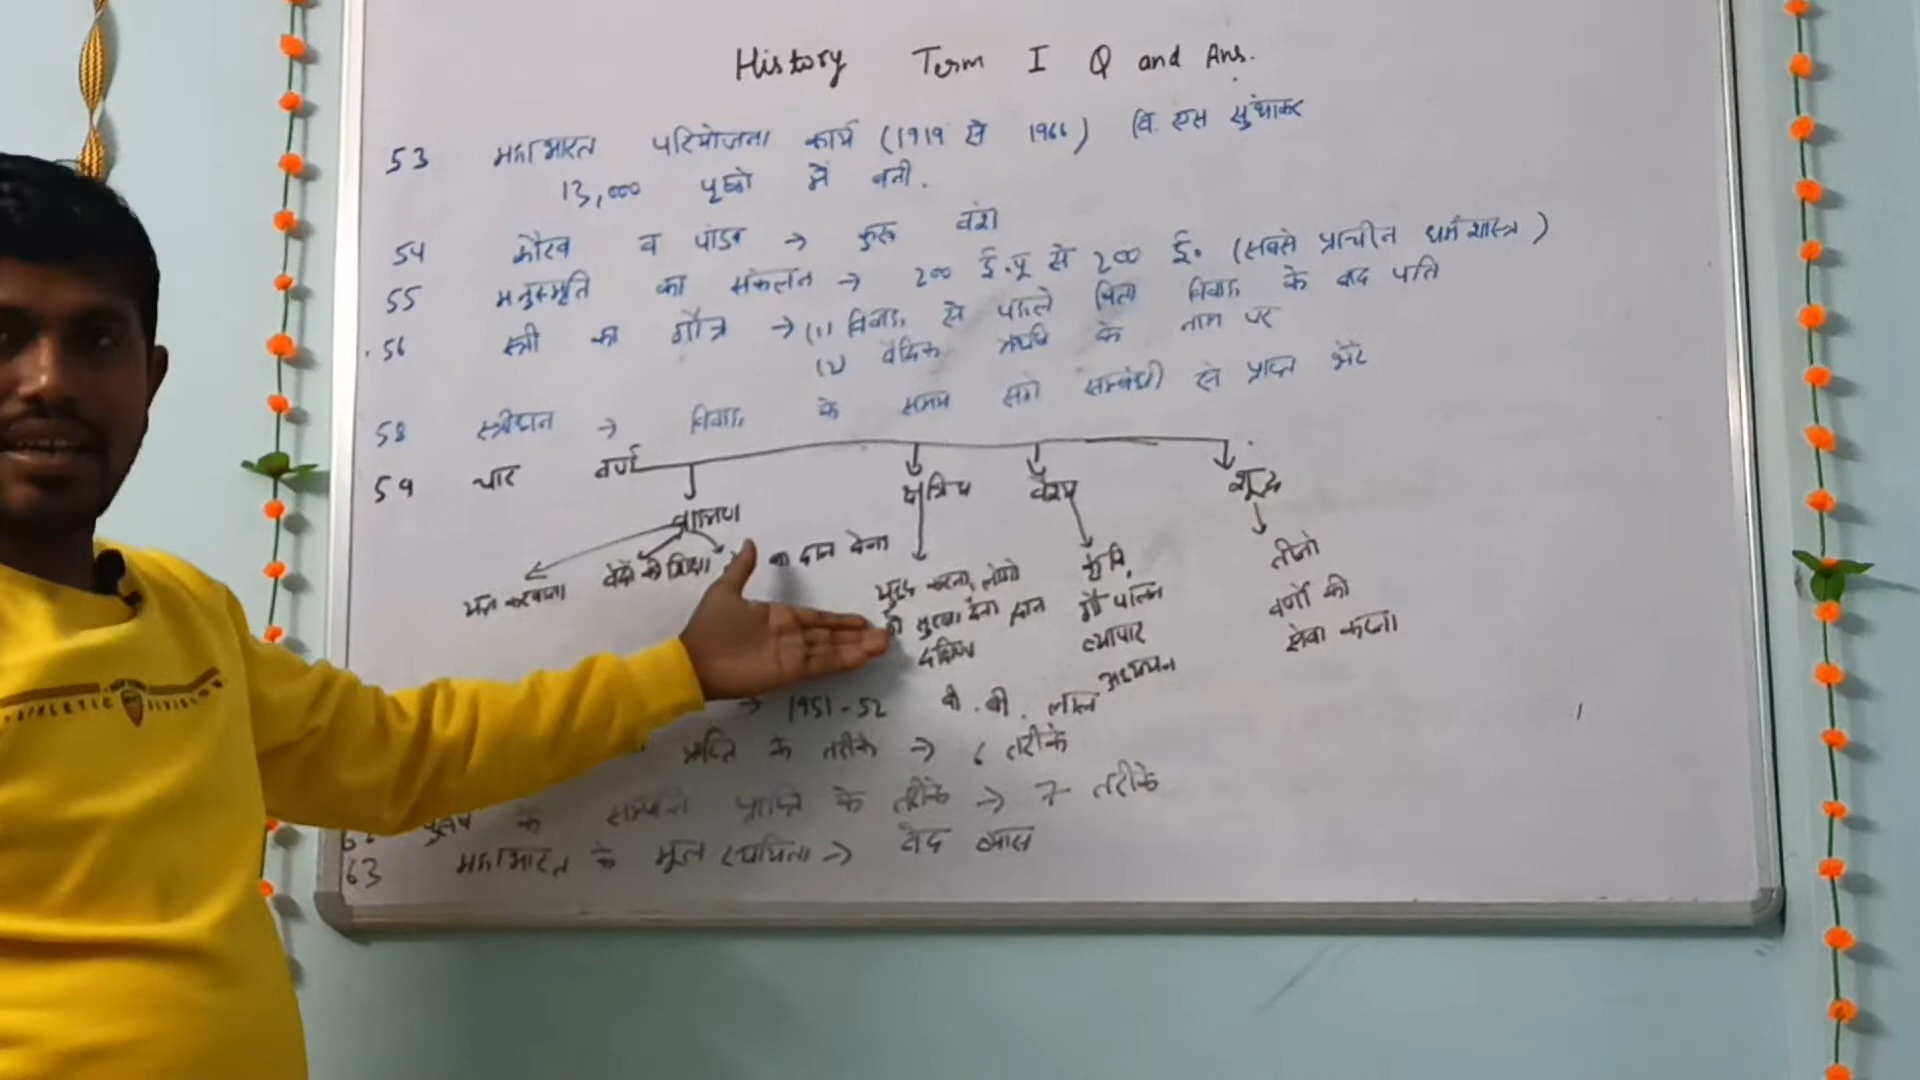 History Term I Q and Ans.
53 महाभारत परियोजना कार्य (1919 से 1966) वि. एस सुथांकर
13,000 पृष्ठो में बनी.
54 कौरव व पांडव → कुरू वंश
55 मनुस्मृति का संकलन → 200 ई.पू से 200 ई. (सबसे प्राचीन धर्मशास्त्र)
.56 स्त्री का गौत्र → (1) विवाह से पहले पिता विवाह के बाद पति
(2) वैदिक के नाम पर
58 स्त्रीधन → विवाह के समय सगे सम्बंधी से प्राप्त भेंट
59 चार वर्ण
ब्राह्मण क्षत्रिय वैश्य शूद्र
यज्ञ करवाना वेदों की शिक्षा दान देना
युद्ध करना, लोगो
सुरक्षा देना दान
दक्षिणा
कृषि,
गौ पालन
व्यापार
अध्ययन
तीनो
वर्णो की
सेवा करना
→ 1951-52 बी. बी. लाल
प्राप्ति के तरीके → 6 तरीके
के प्राप्ति के तरीके → 7 तरीके
63 महाभारत के मूल रचयिता → वेद व्यास
ATHLETIC DIVISION